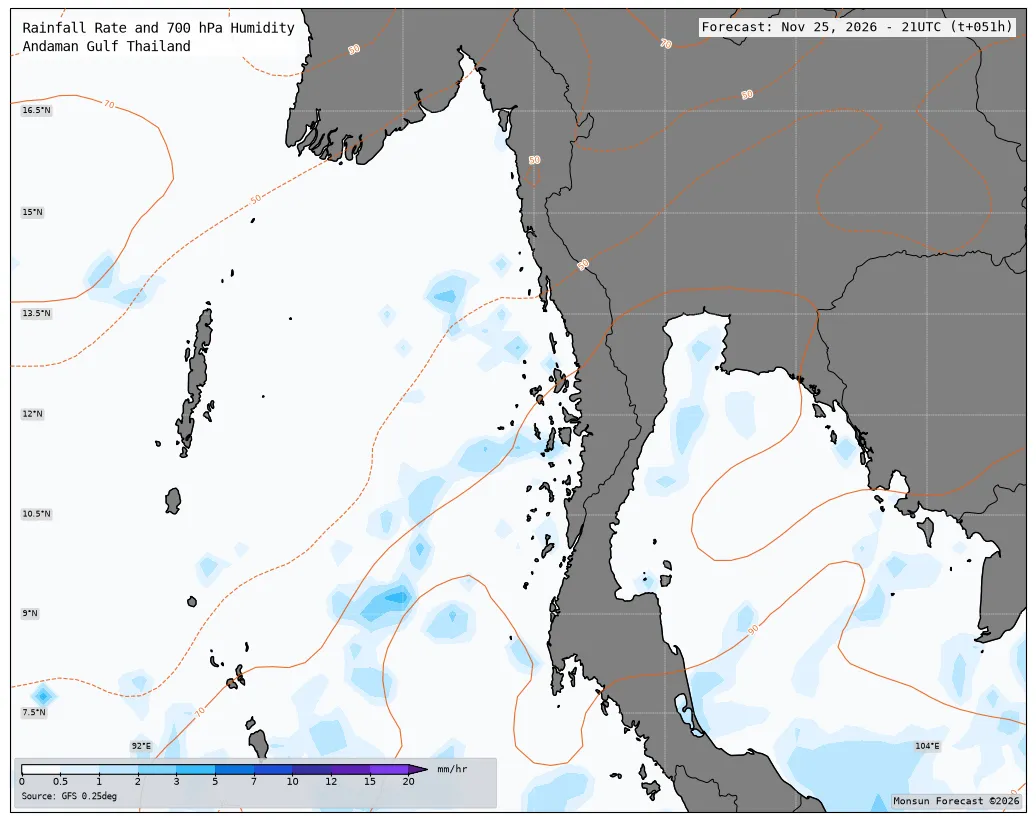 Rainfall Rate and 700 hPa Humidity
Andaman Gulf Thailand
Forecast: Nov 25, 2026 - 21UTC (t+051h)
50
70
50
70
16.5°N
50
50
15°N
50
13.5°N
12°N
10.5°N
9°N
90
70
7.5°N
92°E
104°E
0 0.5 1 2 3 5 7 10 12 15 20
mm/hr
Source: GFS 0.25deg
Monsun Forecast ©2026